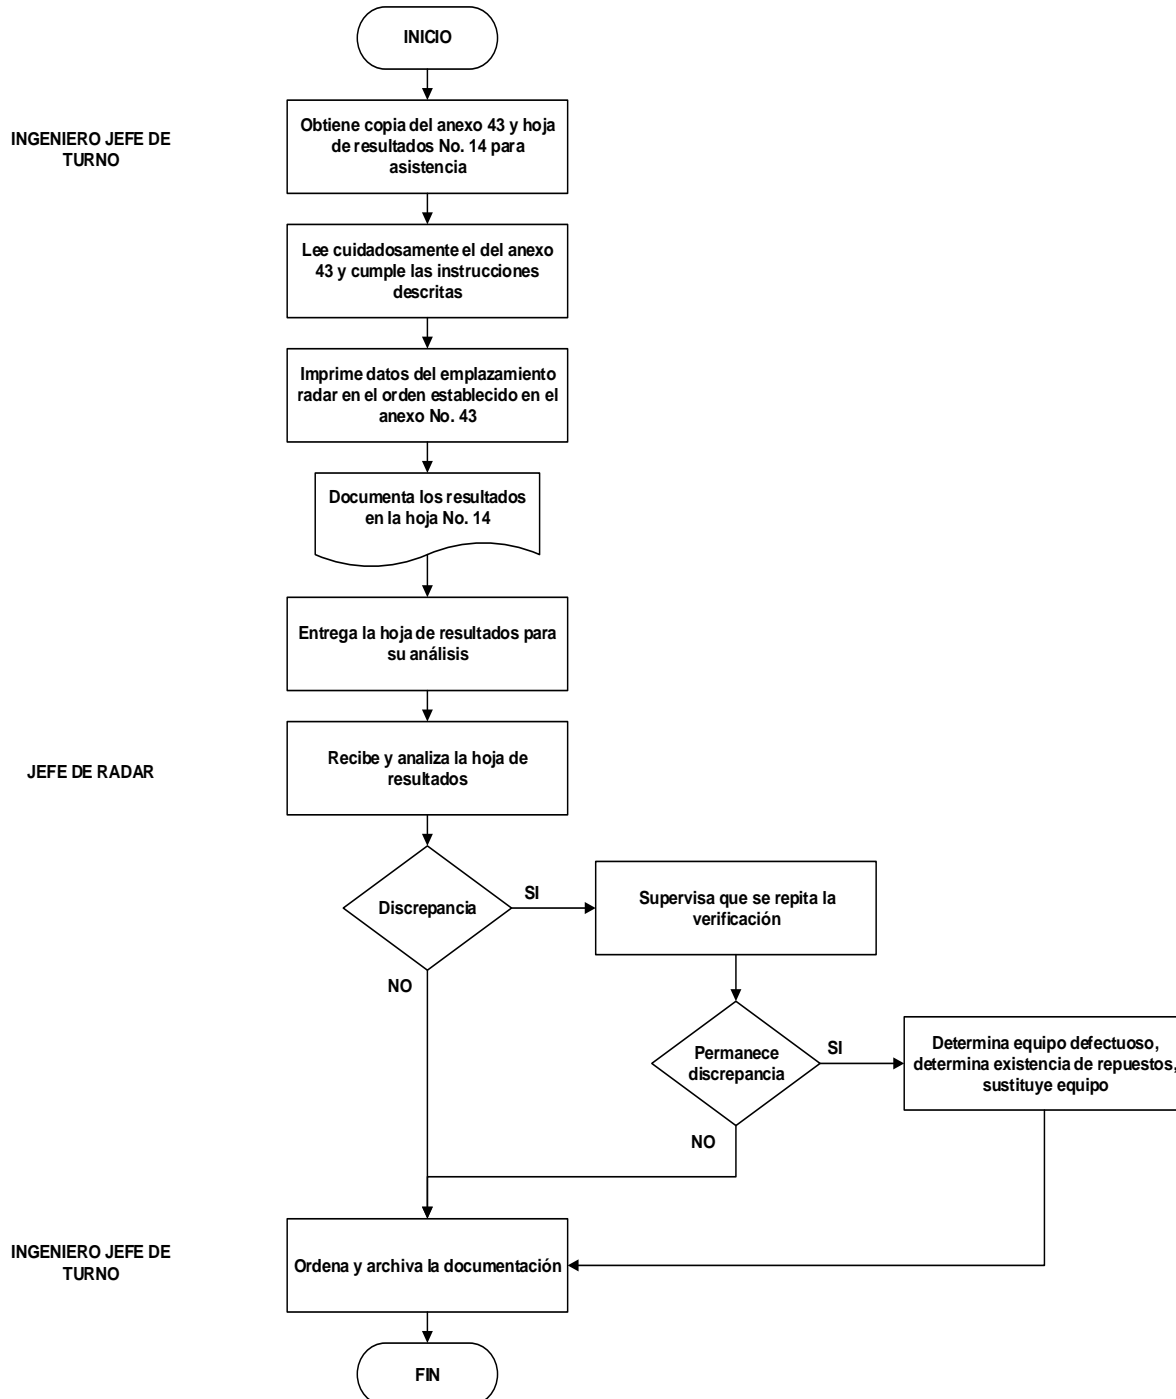 INICIO
INGENIERO JEFE DE
TURNO
Obtiene copia del anexo 43 y hoja
de resultados No. 14 para
asistencia
Lee cuidadosamente el del anexo
43 y cumple las instrucciones
descritas
Imprime datos del emplazamiento
radar en el orden establecido en el
anexo No. 43
Documenta los resultados
en la hoja No. 14
Entrega la hoja de resultados para
su análisis
JEFE DE RADAR
Recibe y analiza la hoja de
resultados
Discrepancia
SI
NO
Supervisa que se repita la
verificación
Permanece
discrepancia
SI
NO
Determina equipo defectuoso,
determina existencia de repuestos,
sustituye equipo
INGENIERO JEFE DE
TURNO
Ordena y archiva la documentación
FIN